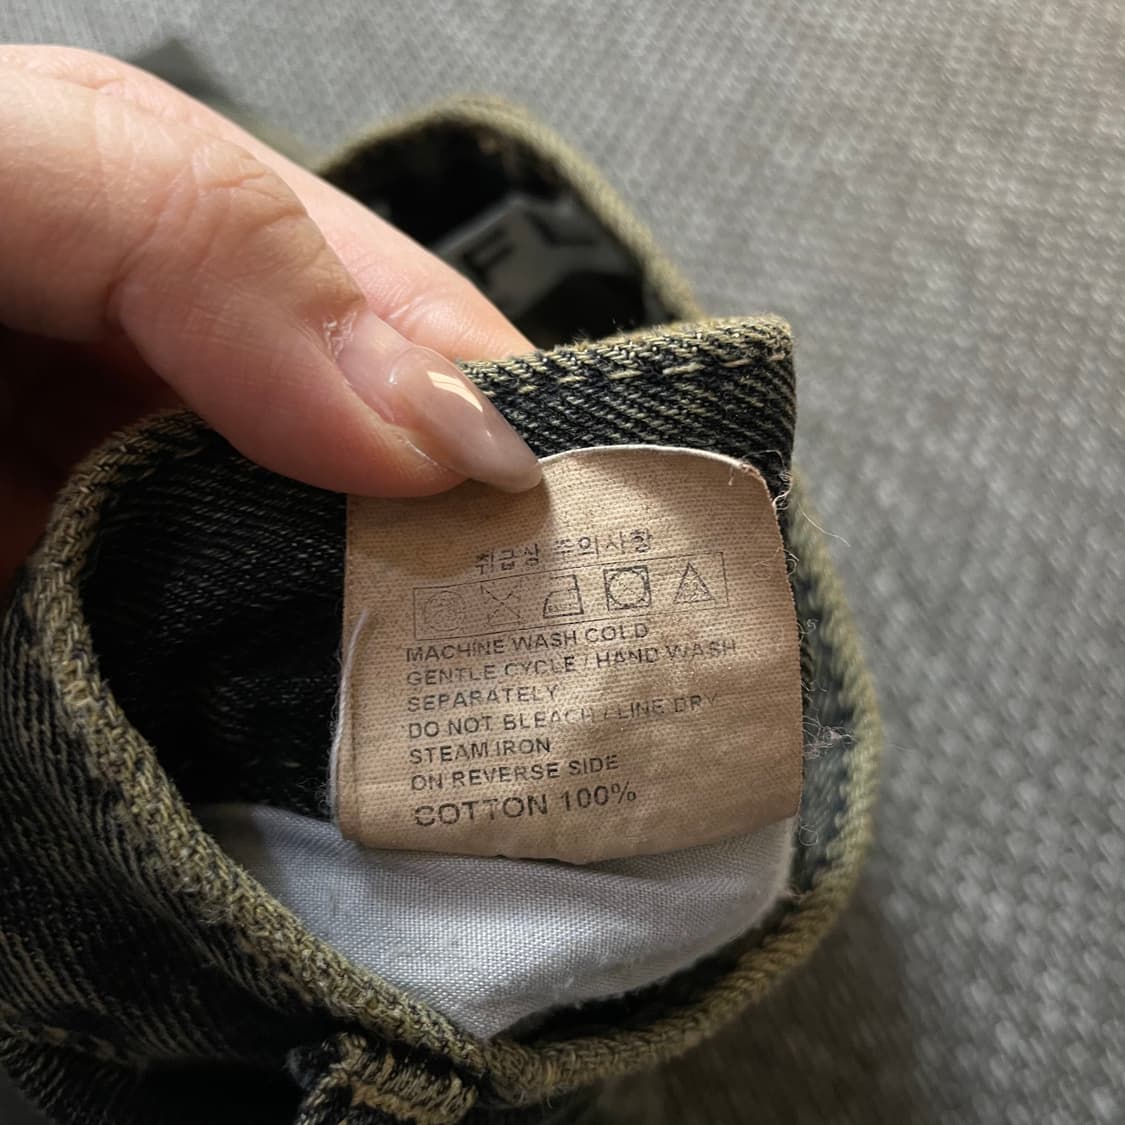 취급상 주의사항
MACHINE WASH COLD
GENTLE CYCLE / HAND WASH
SEPARATELY
DO NOT BLEACH / LINE DRY
STEAM IRON
ON REVERSE SIDE
COTTON 100%